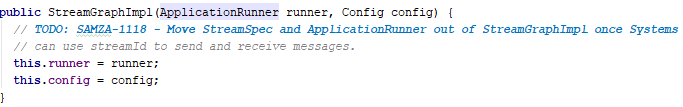 public StreamGraphImpl(ApplicationRunner runner, Config config) {
// TODO: SAMZA-1118 - Move StreamSpec and ApplicationRunner out of StreamGraphImpl once Systems
// can use streamId to send and receive messages.
this.runner = runner;
this.config = config;
}